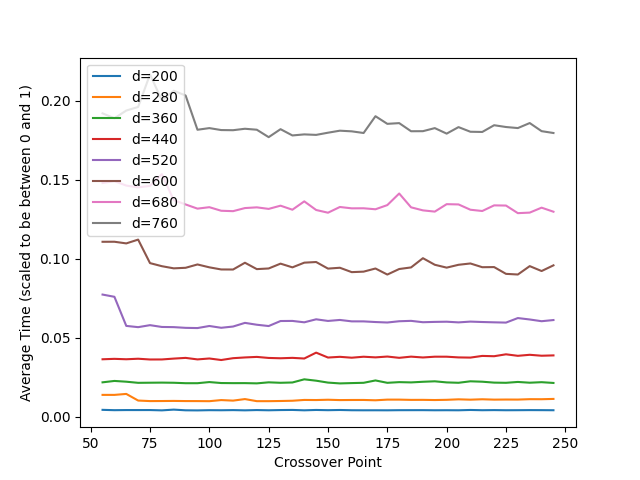 d=200
d=280
d=360
d=440
d=520
d=600
d=680
d=760
Average Time (scaled to be between 0 and 1)
0.20
0.15
0.10
0.05
0.00
50 75 100 125 150 175 200 225 250
Crossover Point